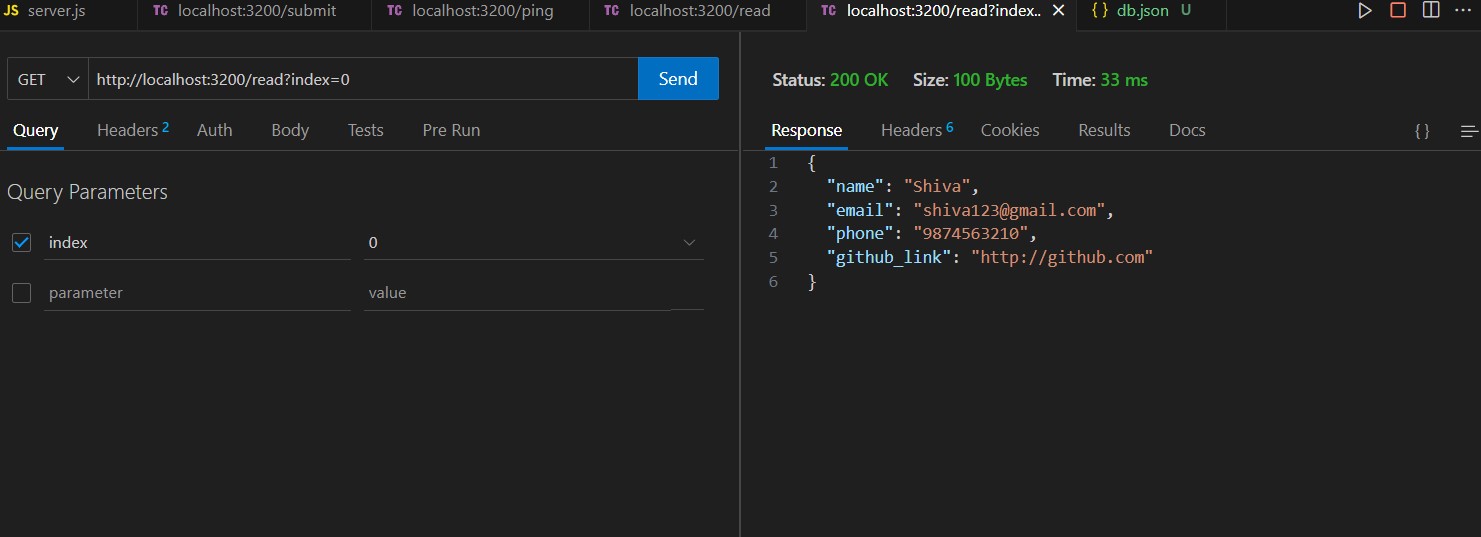 JS server.js TC localhost:3200/submit TC localhost:3200/ping TC localhost:3200/read TC localhost:3200/read?index.. {} db.json U
GET http://localhost:3200/read?index=0 Send
Query Headers 2 Auth Body Tests Pre Run
Query Parameters
index 0
parameter value
Status: 200 OK Size: 100 Bytes Time: 33 ms
Response Headers 6 Cookies Results Docs {}
1 {
2 "name": "Shiva",
3 "email": "shiva123@gmail.com",
4 "phone": "9874563210",
5 "github_link": "http://github.com"
6 }